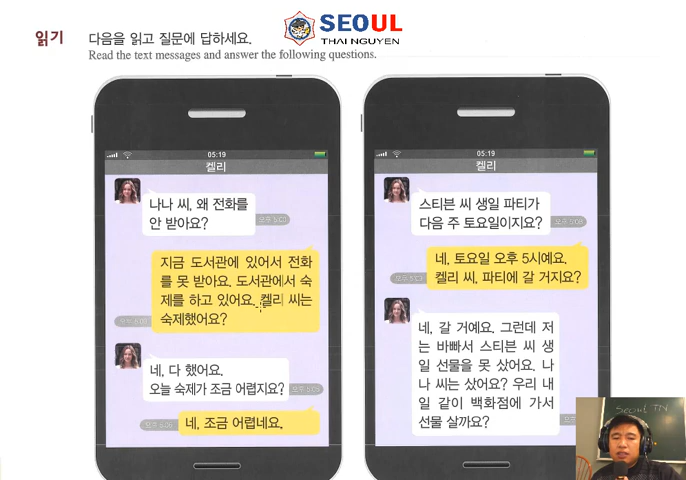 읽기
다음을 읽고 질문에 답하세요.
Read the text messages and answer the following questions.
SEOUL
THAI NGUYEN
05:19
켈리
나나 씨, 왜 전화를
안 받아요?
지금 도서관에 있어서 전화
를 못 받아요. 도서관에서 숙
제를 하고 있어요. 켈리 씨는
숙제했어요?
네, 다 했어요.
오늘 숙제가 조금 어렵지요?
네, 조금 어렵네요.
05:19
켈리
스티븐 씨 생일 파티가
다음 주 토요일이지요?
네, 토요일 오후 5시예요.
켈리 씨, 파티에 갈 거지요?
네, 갈 거예요. 그런데 저
는 바빠서 스티븐 씨 생
일 선물을 못 샀어요. 나
나 씨는 샀어요? 우리 내
일 같이 백화점에 가서
선물 살까요?
Seoul TN